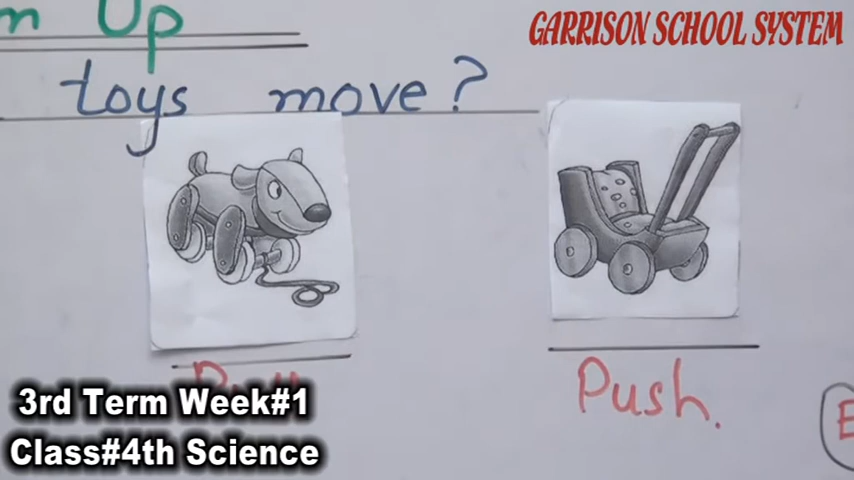 GARRISON SCHOOL SYSTEM
Up
toys move?
Push.
3rd Term Week#1
Class#4th Science